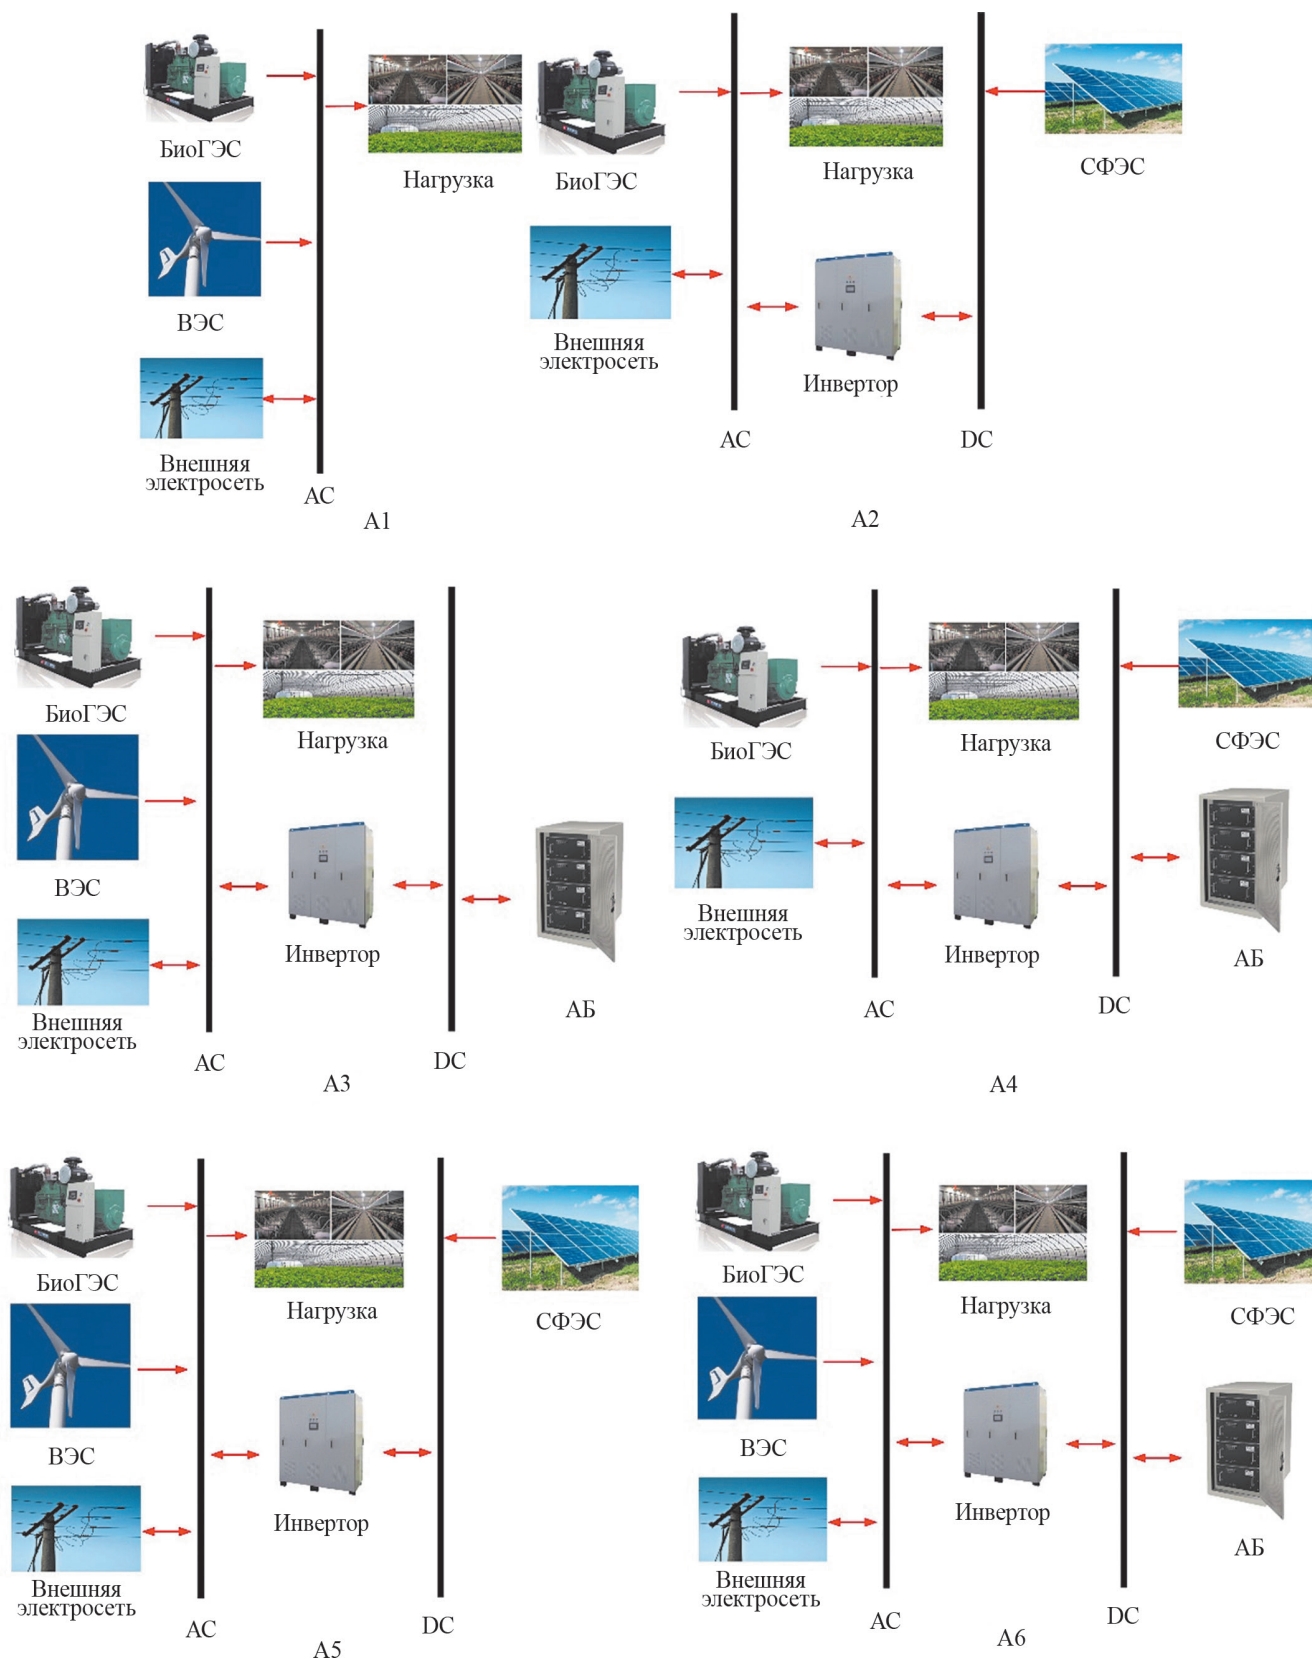 БиоГЭС
Нагрузка
ВЭС
Внешняя
электросеть
AC
A1
БиоГЭС
Нагрузка
СФЭС
Внешняя
электросеть
Инвертор
AC
DC
A2
БиоГЭС
Нагрузка
ВЭС
Инвертор
АБ
Внешняя
электросеть
AC
DC
A3
БиоГЭС
Нагрузка
СФЭС
Внешняя
электросеть
Инвертор
АБ
AC
DC
A4
БиоГЭС
Нагрузка
СФЭС
ВЭС
Инвертор
Внешняя
электросеть
AC
DC
A5
БиоГЭС
Нагрузка
СФЭС
ВЭС
Инвертор
АБ
Внешняя
электросеть
AC
DC
A6